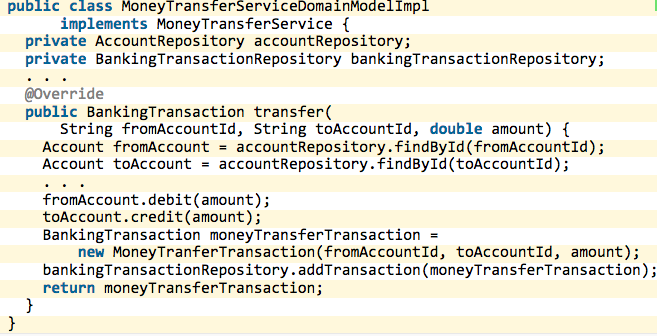 public class MoneyTransferServiceDomainModelImpl
      implements MoneyTransferService {
  private AccountRepository accountRepository;
  private BankingTransactionRepository bankingTransactionRepository;
  . . .
  @Override
  public BankingTransaction transfer(
      String fromAccountId, String toAccountId, double amount) {
    Account fromAccount = accountRepository.findById(fromAccountId);
    Account toAccount = accountRepository.findById(toAccountId);
    . . .
    fromAccount.debit(amount);
    toAccount.credit(amount);
    BankingTransaction moneyTransferTransaction =
        new MoneyTranferTransaction(fromAccountId, toAccountId, amount);
    bankingTransactionRepository.addTransaction(moneyTransferTransaction);
    return moneyTransferTransaction;
  }
}